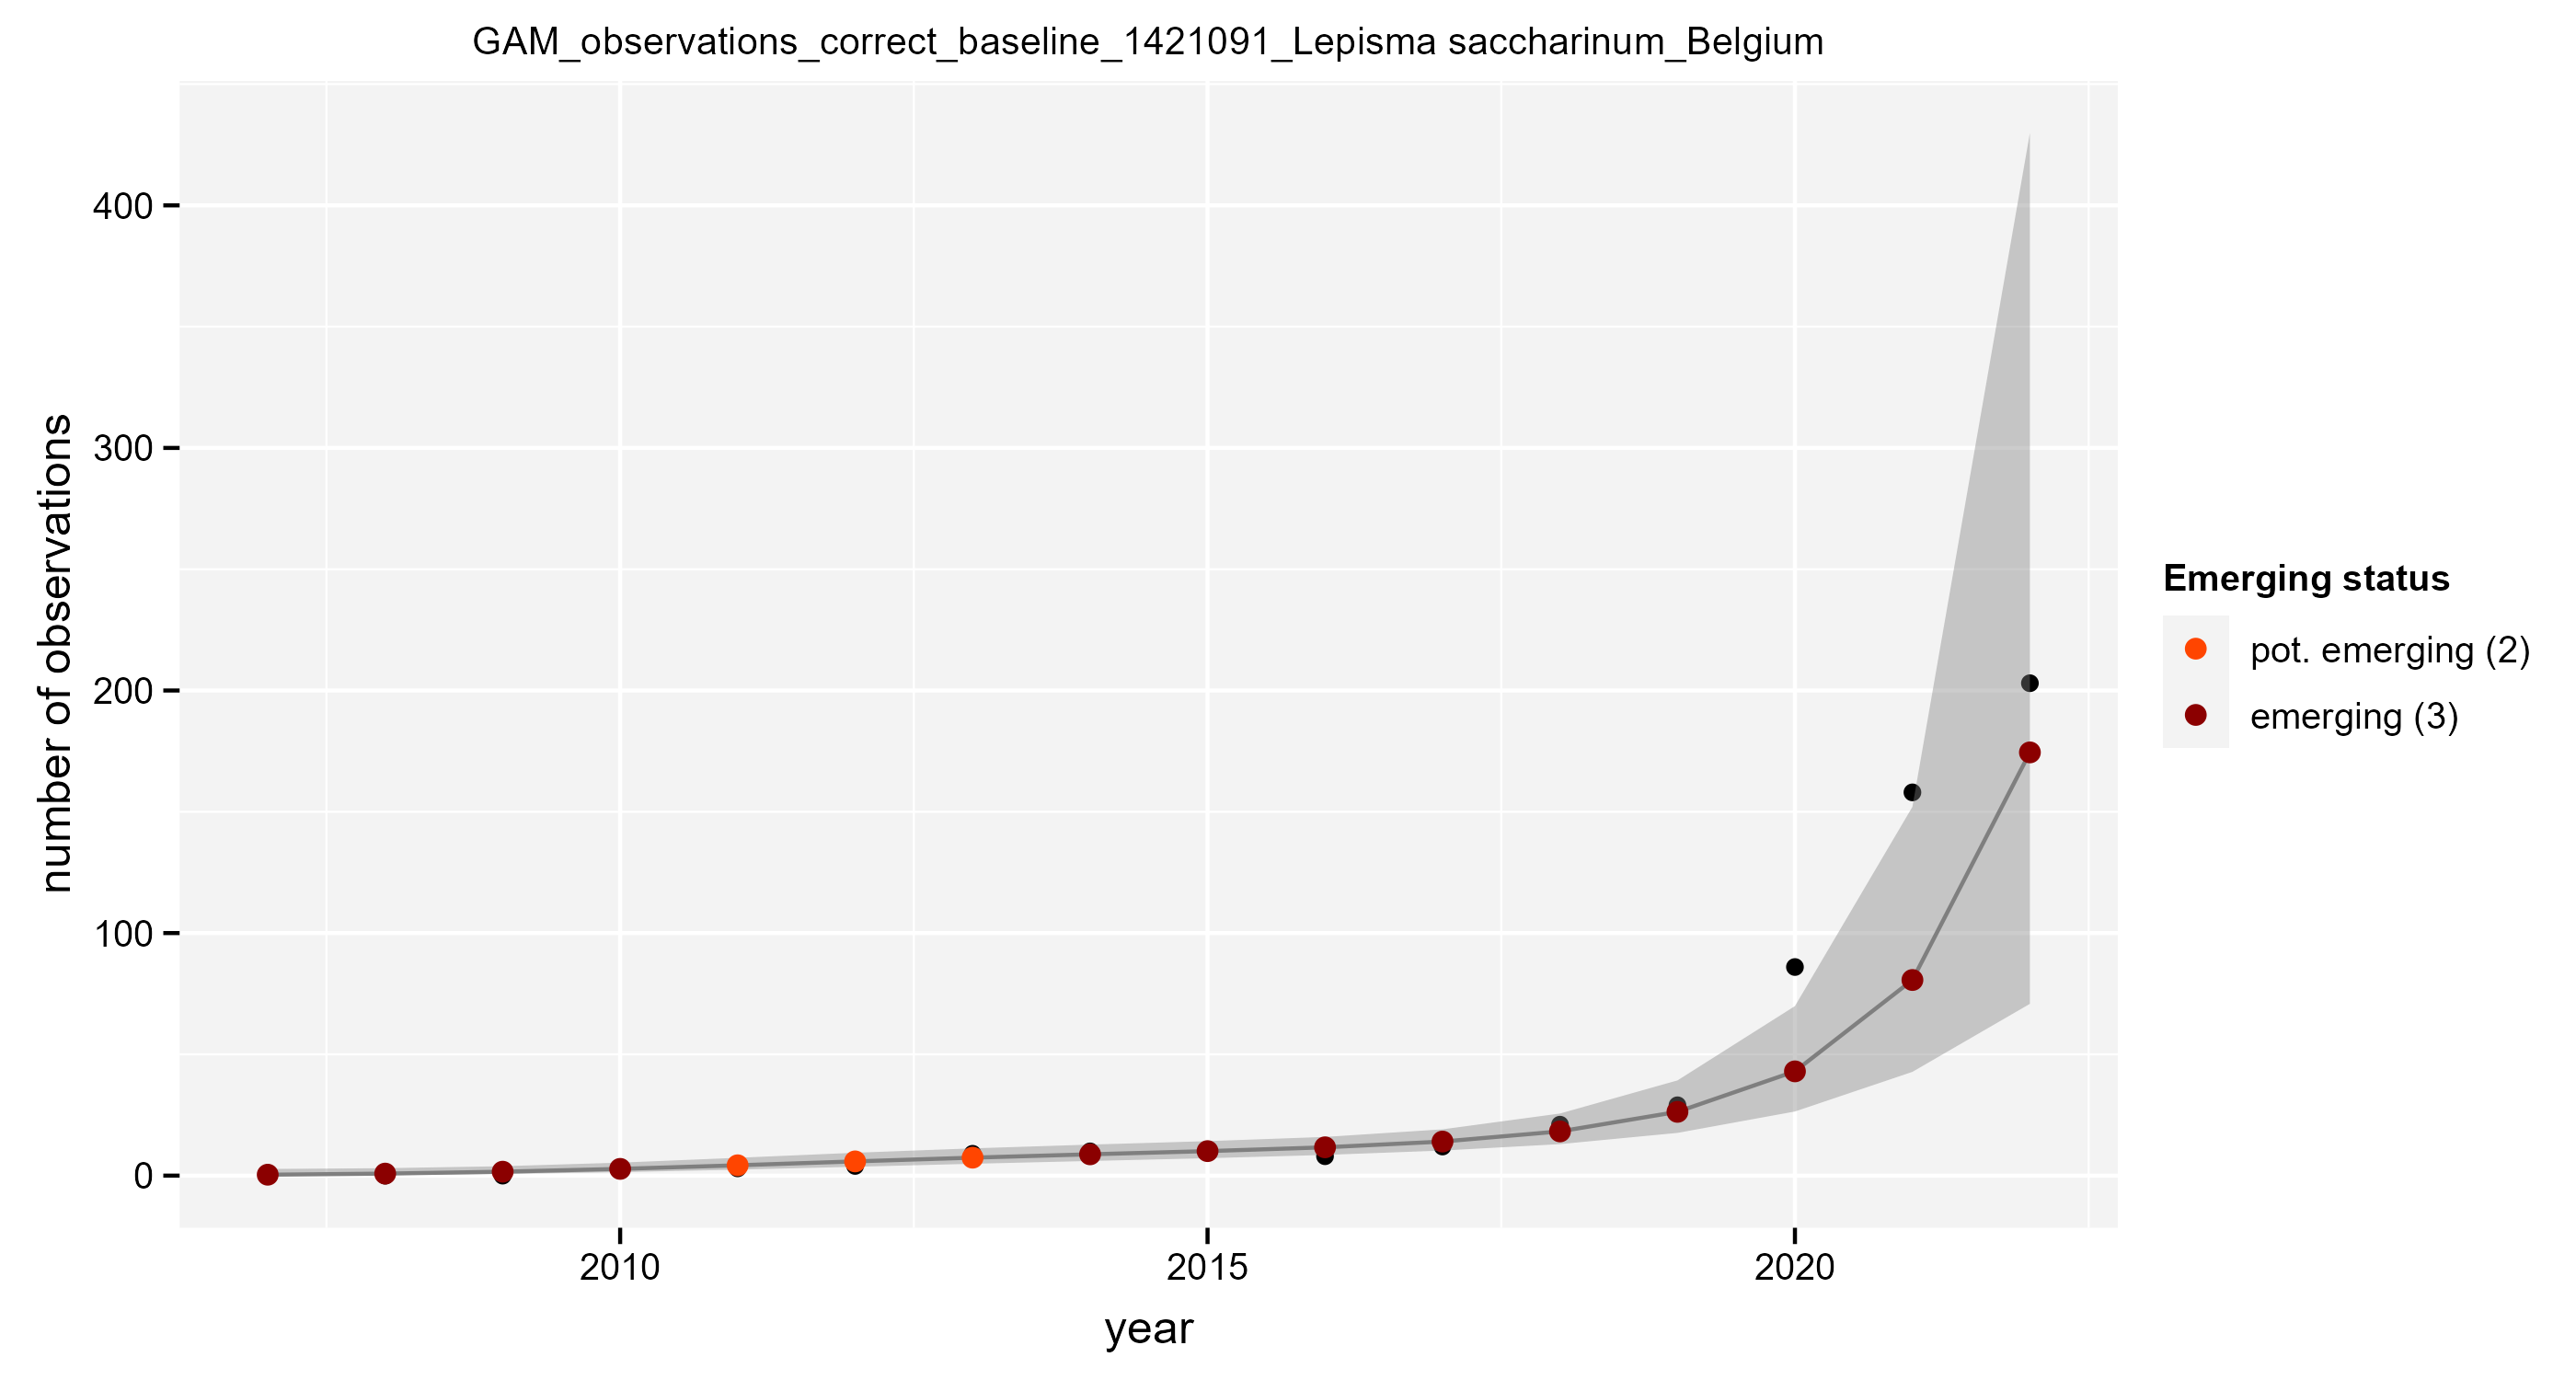 GAM_observations_correct_baseline_1421091_Lepisma saccharinum_Belgium
number of observations
400
300
200
100
0
2010
2015
2020
year
Emerging status
pot. emerging (2)
emerging (3)